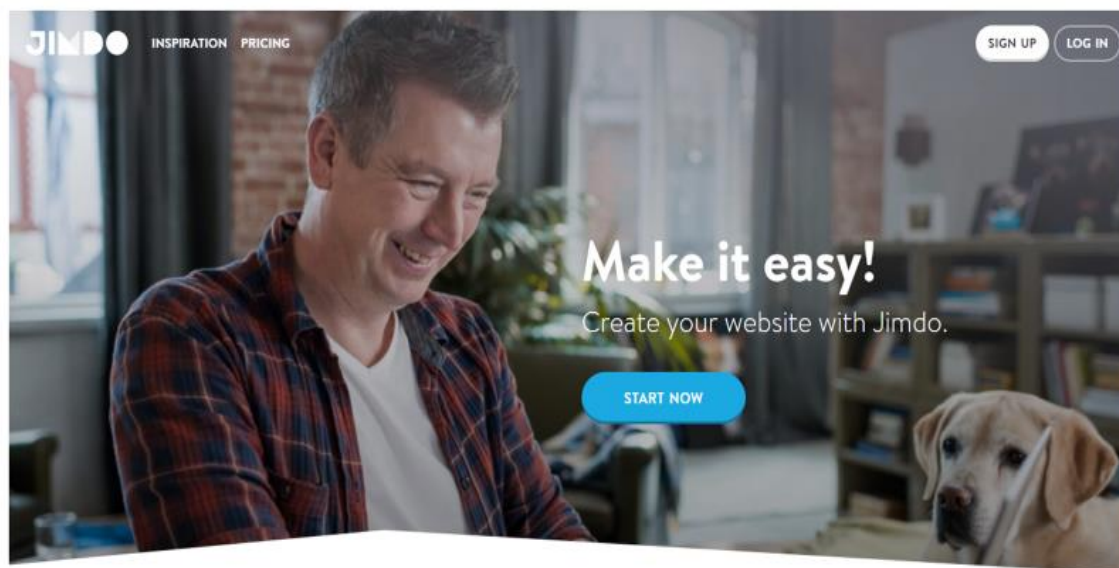 JIMDO
INSPIRATION PRICING
SIGN UP
LOG IN
Make it easy!
Create your website with Jimdo.
START NOW